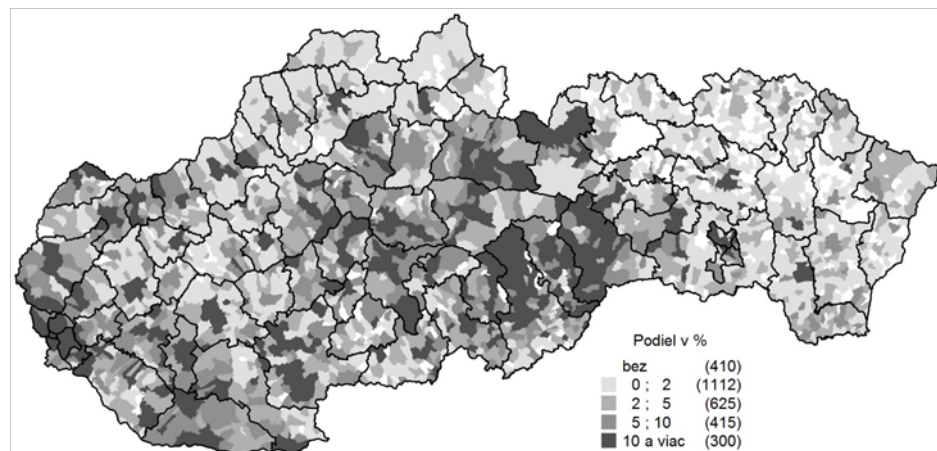 Podiel v %
bez (410)
0 ; 2 (1112)
2 ; 5 (625)
5 ; 10 (415)
10 a viac (300)